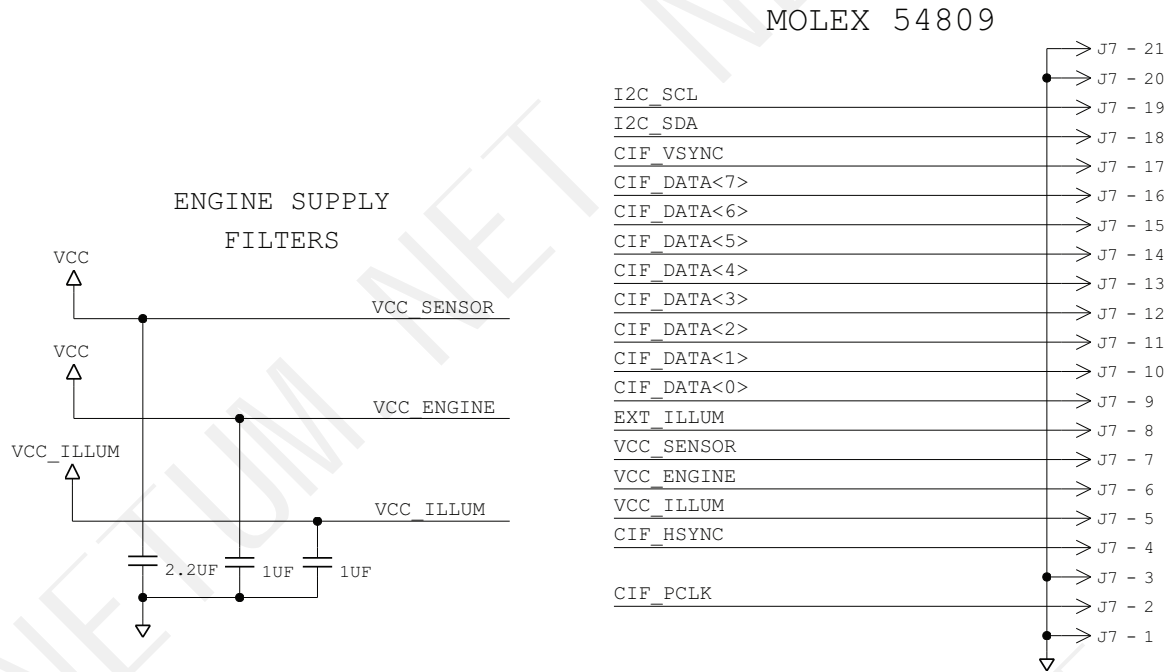 MOLEX 54809
J7 - 21
J7 - 20
I2C_SCL
J7 - 19
I2C_SDA
J7 - 18
CIF_VSYNC
J7 - 17
CIF_DATA<7>
J7 - 16
CIF_DATA<6>
J7 - 15
CIF_DATA<5>
J7 - 14
CIF_DATA<4>
J7 - 13
CIF_DATA<3>
J7 - 12
CIF_DATA<2>
J7 - 11
CIF_DATA<1>
J7 - 10
CIF_DATA<0>
J7 - 9
EXT_ILLUM
J7 - 8
VCC_SENSOR
J7 - 7
VCC_ENGINE
J7 - 6
VCC_ILLUM
J7 - 5
CIF_HSYNC
J7 - 4
J7 - 3
CIF_PCLK
J7 - 2
J7 - 1
ENGINE SUPPLY
FILTERS
VCC
VCC_SENSOR
VCC
VCC_ENGINE
VCC_ILLUM
VCC_ILLUM
2.2UF
1UF
1UF
NETUM NET